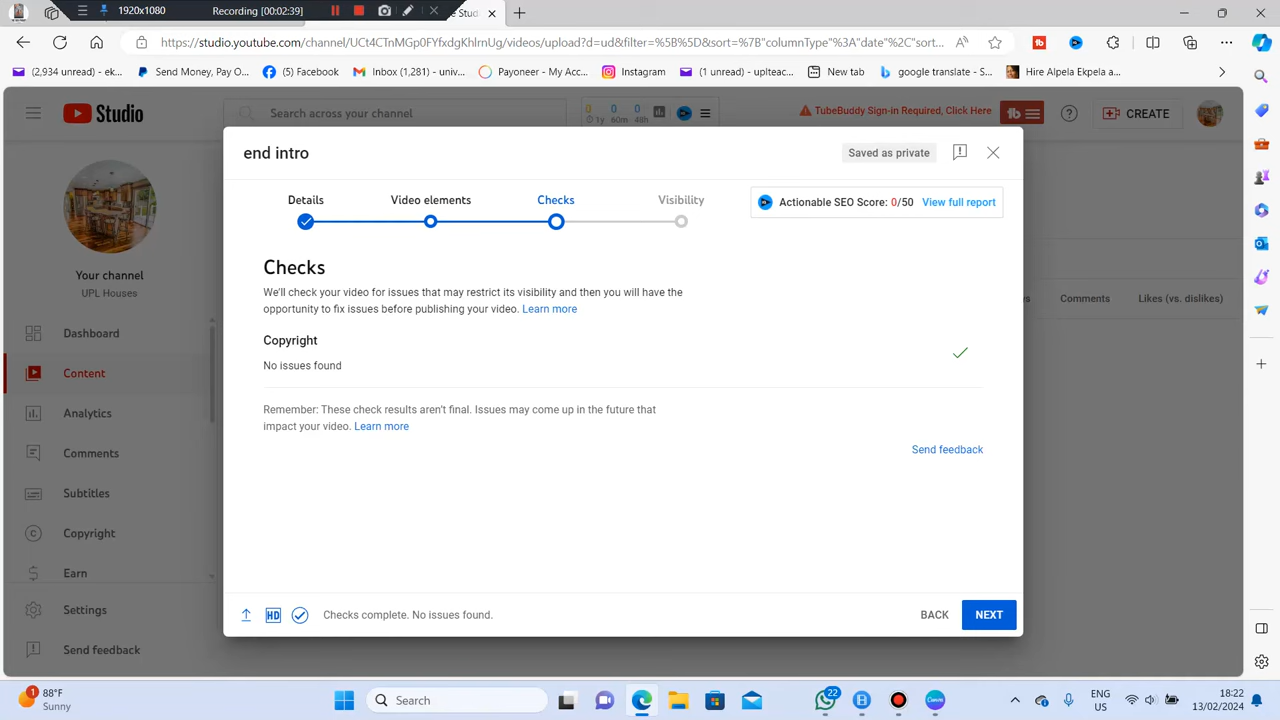 1920x1080
Recording [00:02:39]
e Stud
https://studio.youtube.com/channel/UCt4CTnMGp0FYfxdgKhlrnUg/videos/upload?d=ud&filter=%5B%5D&sort=%7B"columnType"%3A"date"%2C"sort...
(2,934 unread) - ek...
Send Money, Pay O...
(5) Facebook
Inbox (1,281) - univ...
Payoneer - My Acc...
Instagram
(1 unread) - uplteac...
New tab
google translate - S...
Hire Alpela Ekpela a...
Studio
Search across your channel
0 0 0
1y 60m 48h
TubeBuddy Sign-in Required, Click Here
tb
CREATE
end intro
Saved as private
Details
Video elements
Checks
Visibility
Actionable SEO Score: 0/50 View full report
Your channel
UPL Houses
Dashboard
Content
Analytics
Comments
Subtitles
Copyright
Earn
Settings
Send feedback
Checks
We'll check your video for issues that may restrict its visibility and then you will have the
opportunity to fix issues before publishing your video. Learn more
Copyright
No issues found
Remember: These check results aren't final. Issues may come up in the future that
impact your video. Learn more
Send feedback
Comments
Likes (vs. dislikes)
HD
Checks complete. No issues found.
BACK
NEXT
1
88°F
Sunny
Search
22
ENG
US
18:22
13/02/2024